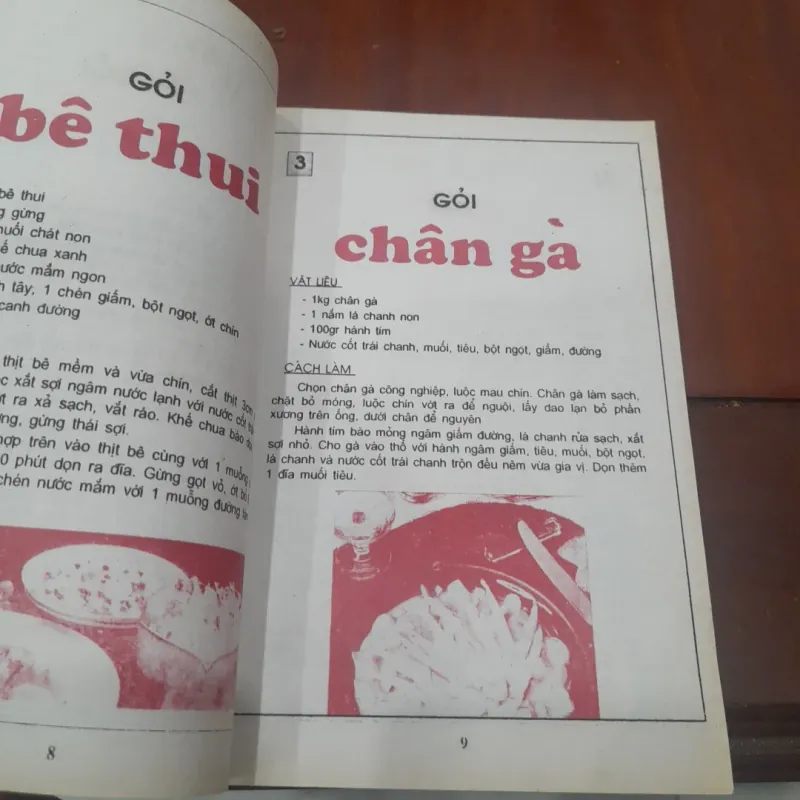 GỎI
bê thui
bê thui
gừng
chát non
chua xanh
nước mắm ngon
tây, 1 chén giấm, bột ngọt, ớt chín
canh đường
thịt bê mềm và vừa chín, cắt thịt 3cm
xắt sợi ngâm nước lạnh với nước cốt
ra xả sạch, vắt ráo. Khế chua bào
gừng thái sợi.
hợp trên vào thịt bê cùng với 1 muỗng
0 phút dọn ra đĩa. Gừng gọt vỏ, ớt bỏ
chén nước mắm với 1 muỗng đường
8
3
GỎI
chân gà
VẬT LIỆU
- 1kg chân gà
- 1 nắm lá chanh non
- 100gr hành tím
- Nước cốt trái chanh, muối, tiêu, bột ngọt, giấm, đường
CÁCH LÀM
Chọn chân gà công nghiệp, luộc mau chín. Chân gà làm sạch,
chặt bỏ móng, luộc chín vớt ra để nguội, lấy dao lạn bỏ phần
xương trên ống, dưới chân để nguyên
Hành tím bào mỏng ngâm giấm đường, lá chanh rửa sạch, xắt
sợi nhỏ. Cho gà vào thố với hành ngâm giấm, tiêu, muối, bột ngọt,
lá chanh và nước cốt trái chanh trộn đều nêm vừa gia vị. Dọn thêm
1 đĩa muối tiêu.
9